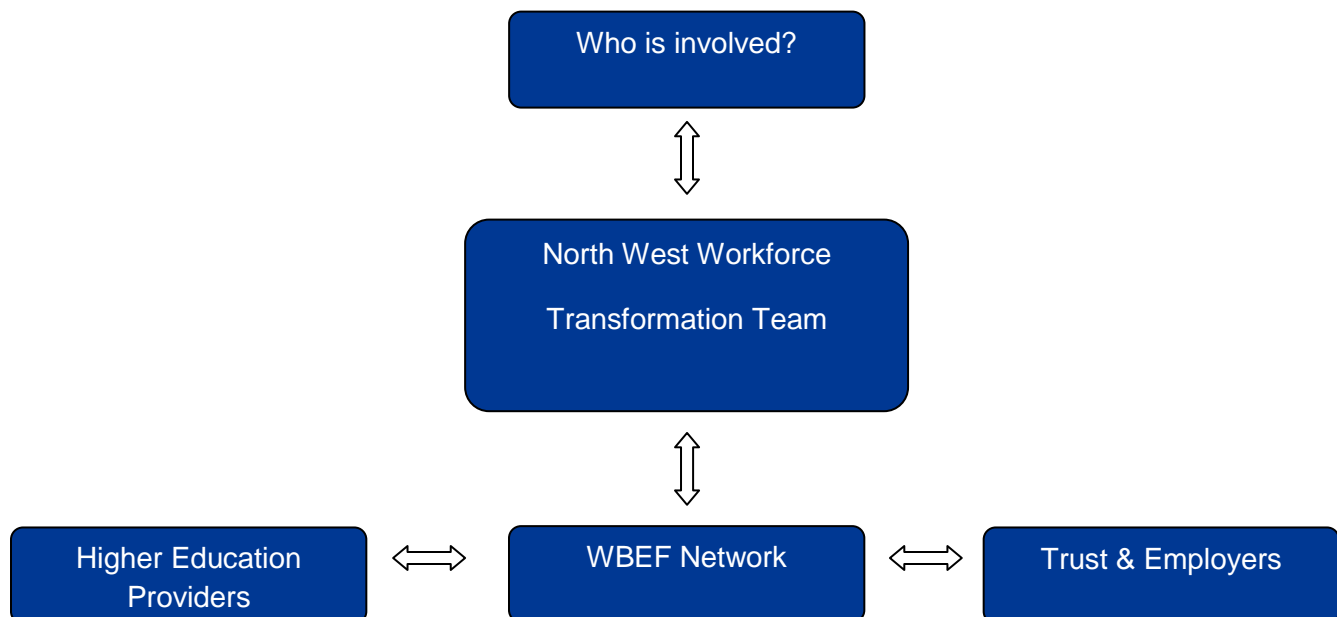 Who is involved?
North West Workforce
Transformation Team
Higher Education
Providers
WBEF Network
Trust & Employers